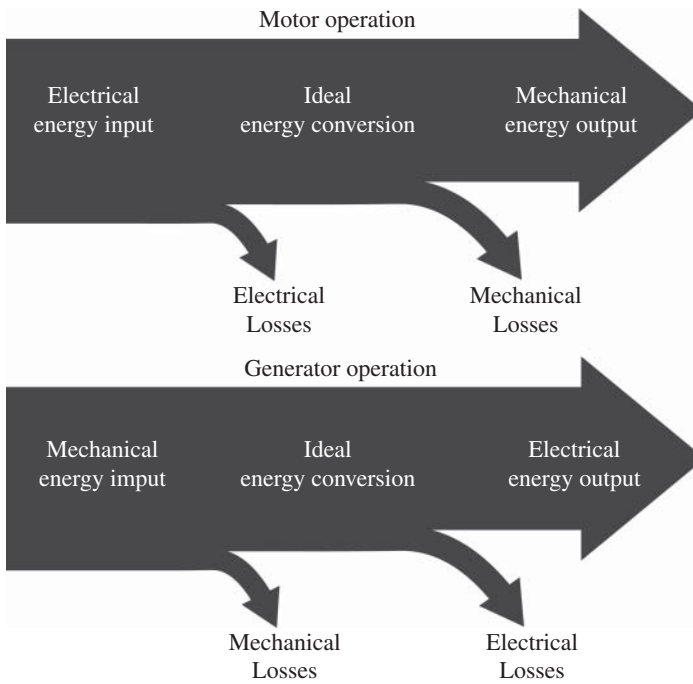 Motor operation
Electrical
energy input
Ideal
energy conversion
Mechanical
energy output
Electrical
Losses
Mechanical
Losses
Generator operation
Mechanical
energy imput
Ideal
energy conversion
Electrical
energy output
Mechanical
Losses
Electrical
Losses